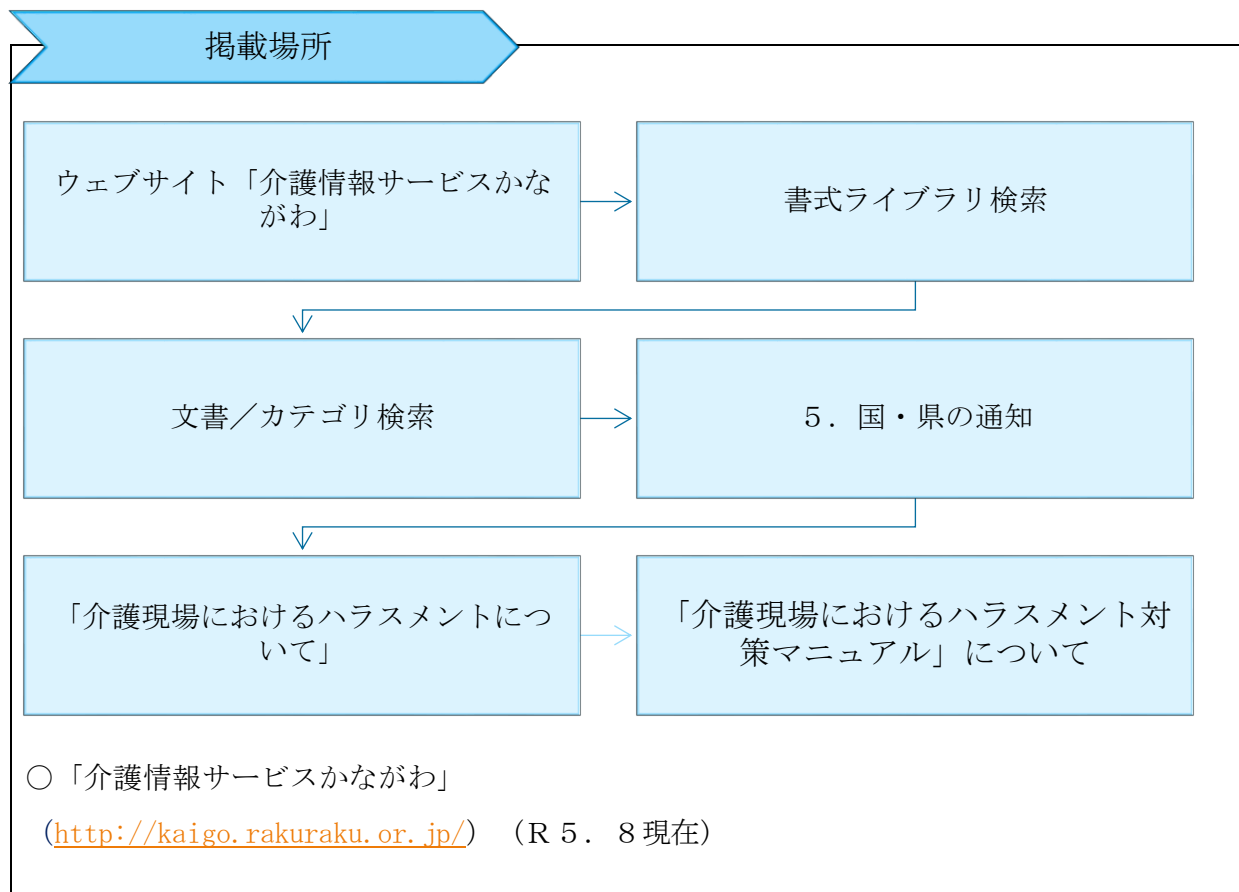 掲載場所
ウェブサイト「介護情報サービスかな
がわ」
書式ライブラリ検索
文書／カテゴリ検索
５．国・県の通知
「介護現場におけるハラスメントにつ
いて」
「介護現場におけるハラスメント対
策マニュアル」について
○「介護情報サービスかながわ」
（http://kaigo.rakuraku.or.jp/）（Ｒ５．８現在）